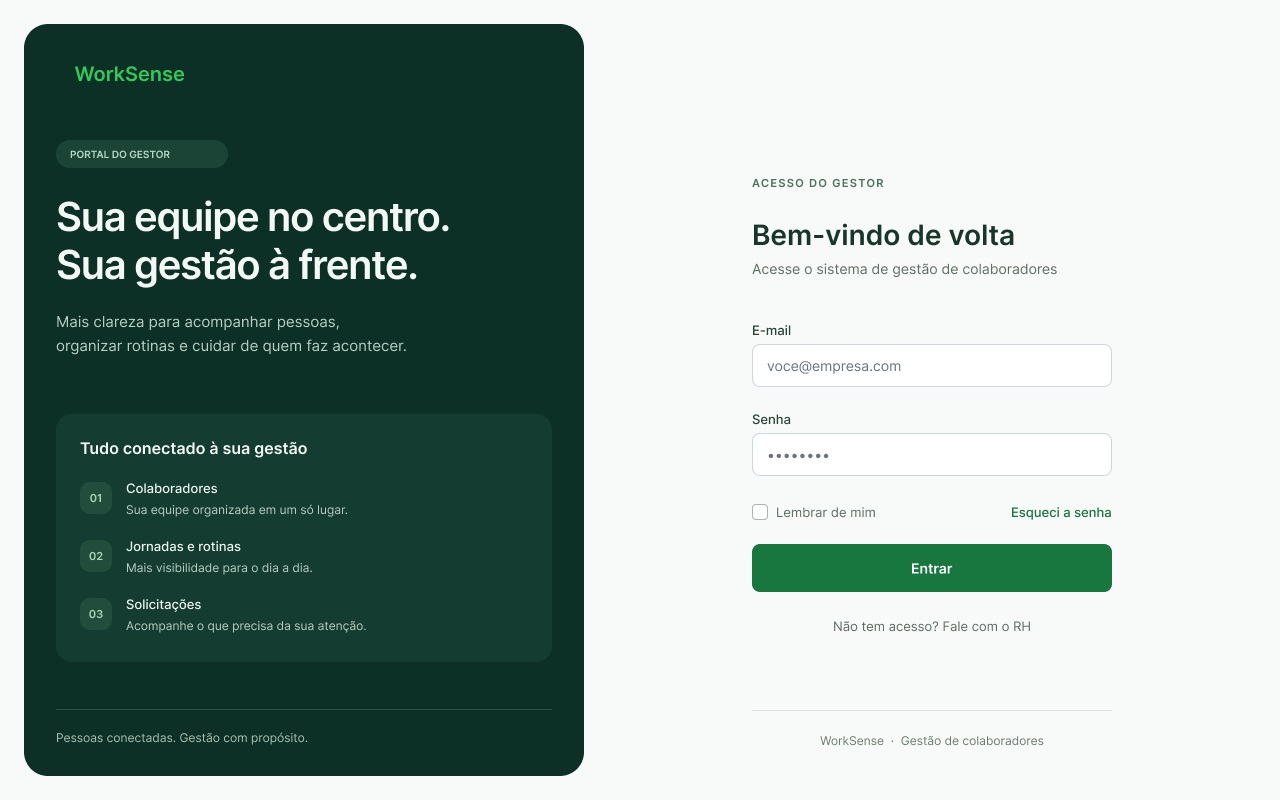 WorkSense
PORTAL DO GESTOR
Sua equipe no centro.
Sua gestão à frente.
Mais clareza para acompanhar pessoas,
organizar rotinas e cuidar de quem faz acontecer.
Tudo conectado à sua gestão
01
Colaboradores
Sua equipe organizada em um só lugar.
02
Jornadas e rotinas
Mais visibilidade para o dia a dia.
03
Solicitações
Acompanhe o que precisa da sua atenção.
Pessoas conectadas. Gestão com propósito.
ACESSO DO GESTOR
Bem-vindo de volta
Acesse o sistema de gestão de colaboradores
E-mail
voce@empresa.com
Senha
••••••••
Lembrar de mim
Esqueci a senha
Entrar
Não tem acesso? Fale com o RH
WorkSense · Gestão de colaboradores